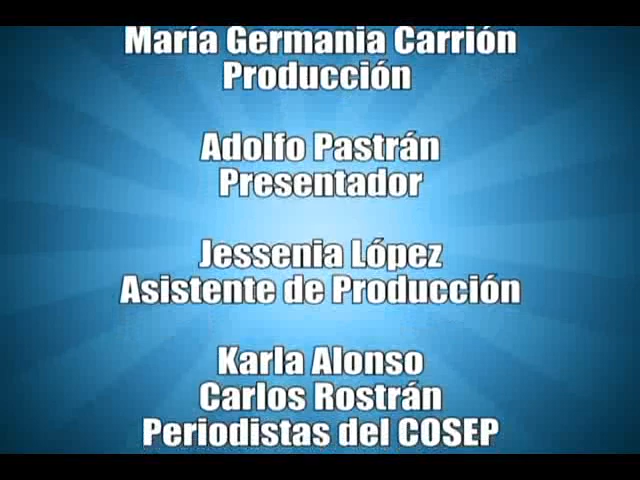 María Germania Carrión
Producción
Adolfo Pastrán
Presentador
Jessenia López
Asistente de Producción
Karla Alonso
Carlos Rostrán
Periodistas del COSEP